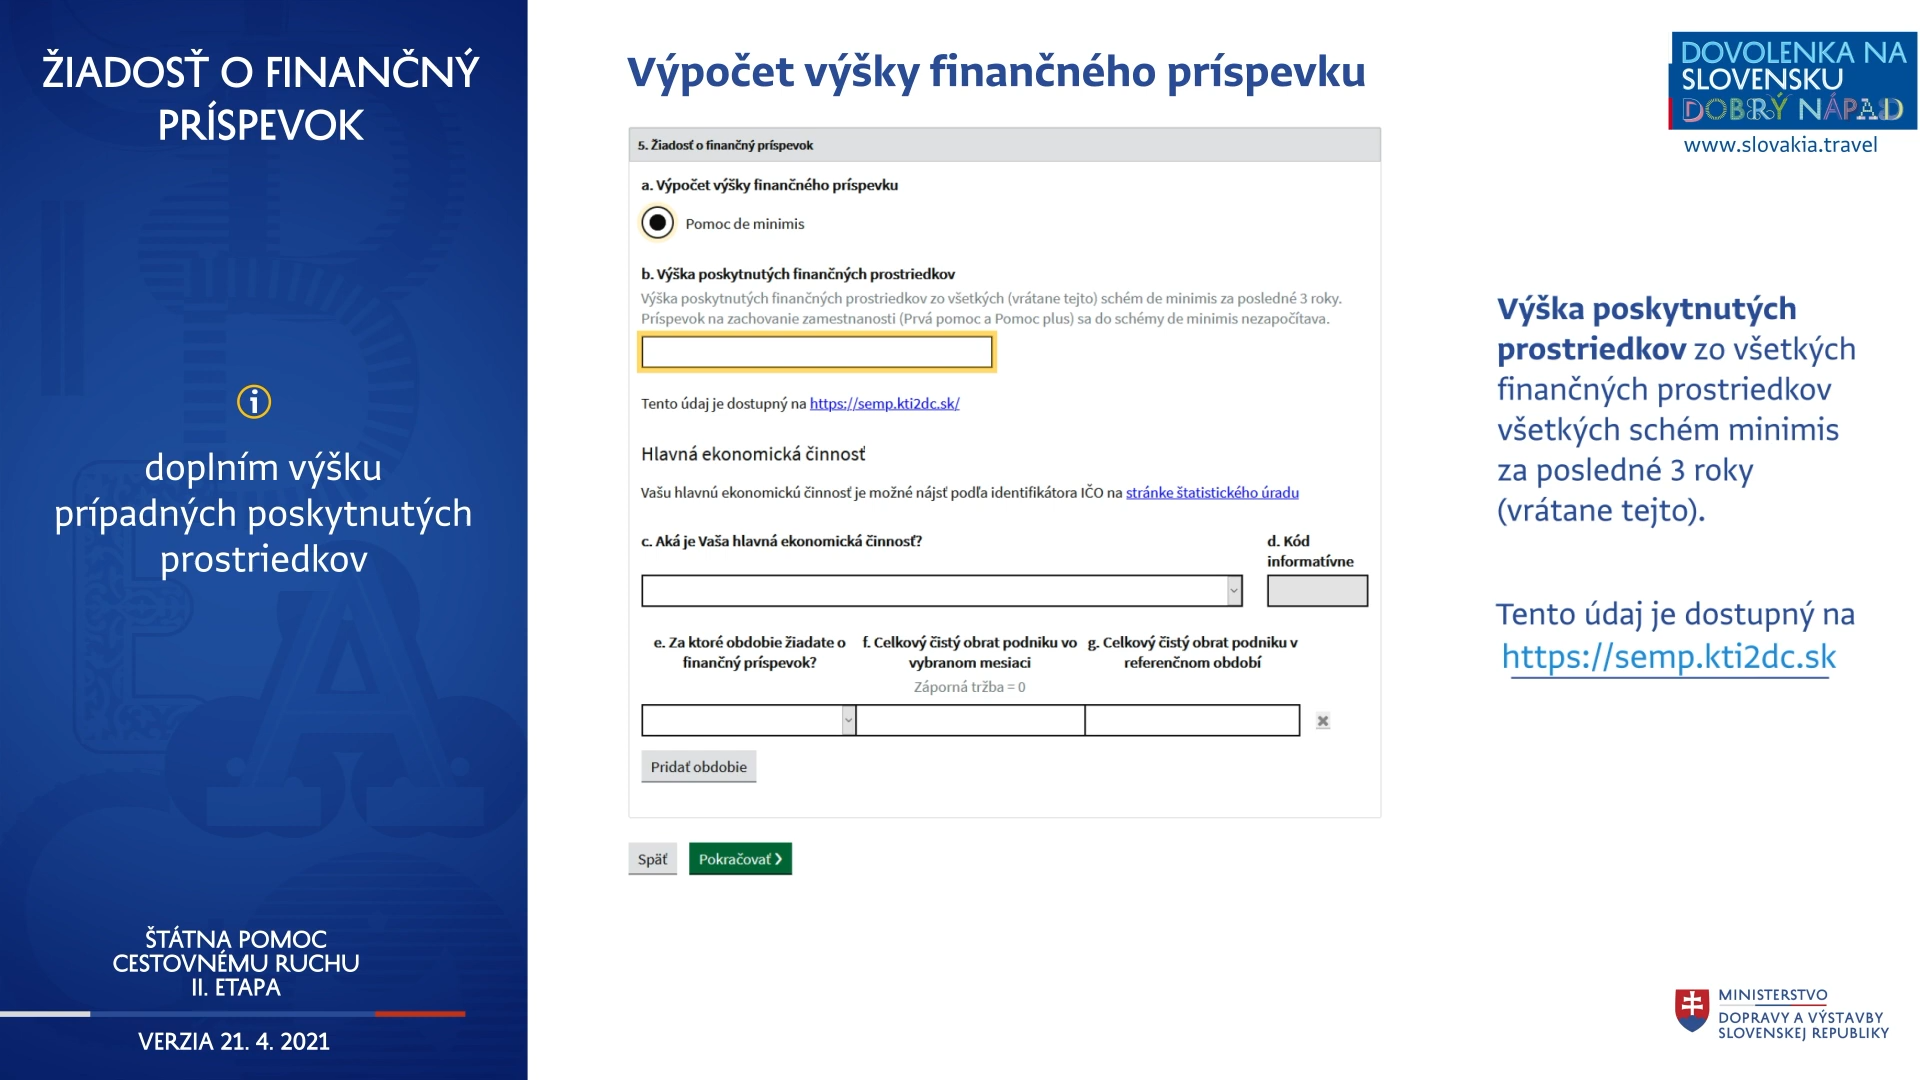 ŽIADOSŤ O FINANČNÝ
PRÍSPEVOK
doplním výšku
prípadných poskytnutých
prostriedkov
ŠTÁTNA POMOC
CESTOVNÉMU RUCHU
II. ETAPA
VERZIA 21. 4. 2021
Výpočet výšky finančného príspevku
5. Žiadosť o finančný príspevok
a. Výpočet výšky finančného príspevku
Pomoc de minimis
b. Výška poskytnutých finančných prostriedkov
Výška poskytnutých finančných prostriedkov zo všetkých (vrátane tejto) schém de minimis za posledné 3 roky.
Príspevok na zachovanie zamestnanosti (Prvá pomoc a Pomoc plus) sa do schémy de minimis nezapočítava.
Tento údaj je dostupný na https://semp.kti2dc.sk/
Hlavná ekonomická činnosť
Vašu hlavnú ekonomickú činnosť je možné nájsť podľa identifikátora IČO na stránke štatistického úradu
c. Aká je Vaša hlavná ekonomická činnosť?
d. Kód
informatívne
e. Za ktoré obdobie žiadate o
finančný príspevok?
f. Celkový čistý obrat podniku vo
vybranom mesiaci
Záporná tržba = 0
g. Celkový čistý obrat podniku v
referenčnom období
Pridať obdobie
Späť
Pokračovať
DOVOLENKA NA
SLOVENSKU
DOBRÝ NÁPAD
www.slovakia.travel
Výška poskytnutých
prostriedkov zo všetkých
finančných prostriedkov
všetkých schém minimis
za posledné 3 roky
(vrátane tejto).
Tento údaj je dostupný na
https://semp.kti2dc.sk
MINISTERSTVO
DOPRAVY A VÝSTAVBY
SLOVENSKEJ REPUBLIKY